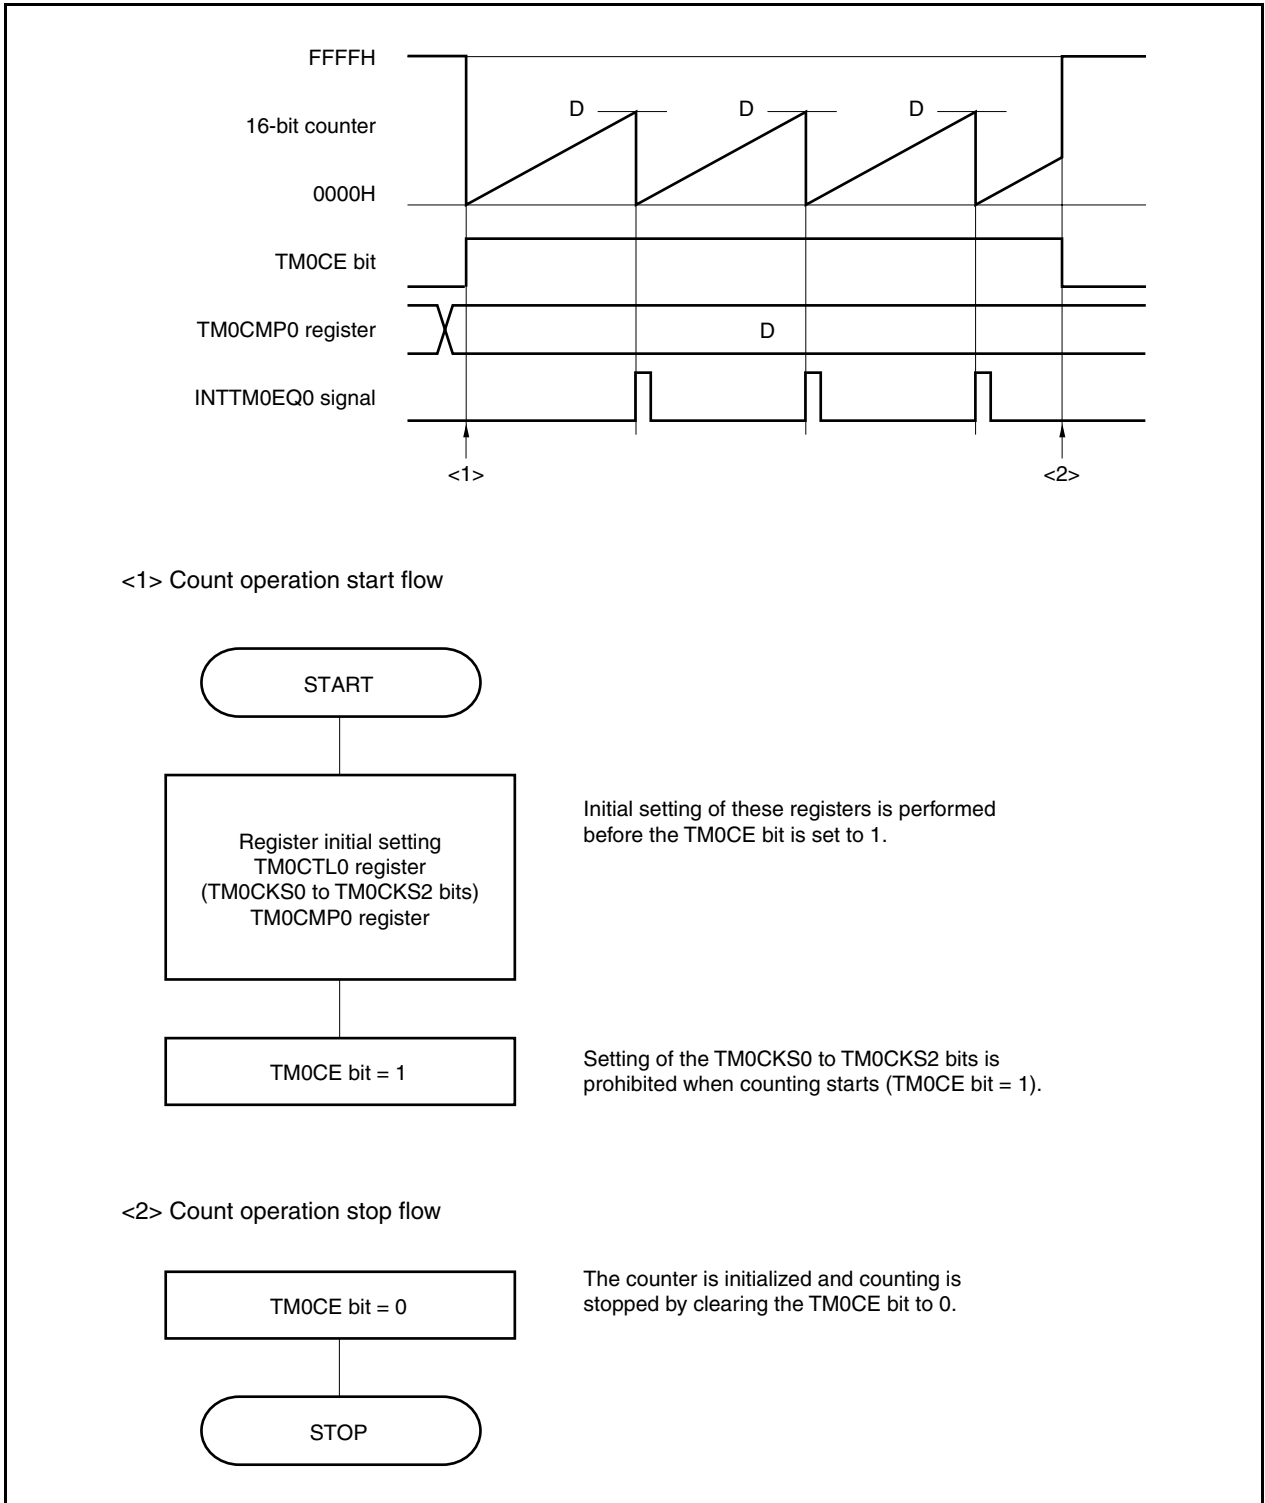 FFFFH
D
D
D
16-bit counter
0000H
TM0CE bit
TM0CMP0 register
D
INTTM0EQ0 signal
<1>
<2>
<1> Count operation start flow
START
Register initial setting
TM0CTL0 register
(TM0CKS0 to TM0CKS2 bits)
TM0CMP0 register
Initial setting of these registers is performed
before the TM0CE bit is set to 1.
TM0CE bit = 1
Setting of the TM0CKS0 to TM0CKS2 bits is
prohibited when counting starts (TM0CE bit = 1).
<2> Count operation stop flow
TM0CE bit = 0
The counter is initialized and counting is
stopped by clearing the TM0CE bit to 0.
STOP